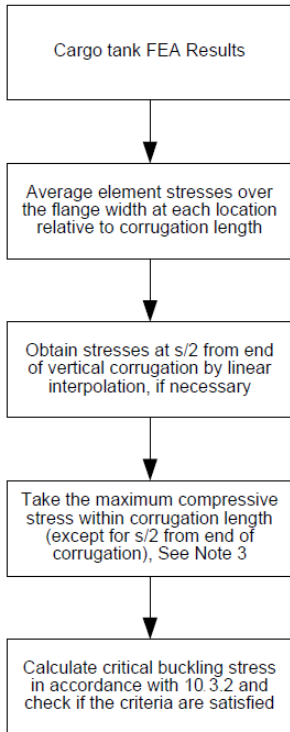 Cargo tank FEA Results
Average element stresses over
the flange width at each location
relative to corrugation length
Obtain stresses at s/2 from end
of vertical corrugation by linear
interpolation, if necessary
Take the maximum compressive
stress within corrugation length
(except for s/2 from end of
corrugation), See Note 3
Calculate critical buckling stress
in accordance with 10.3.2 and
check if the criteria are satisfied